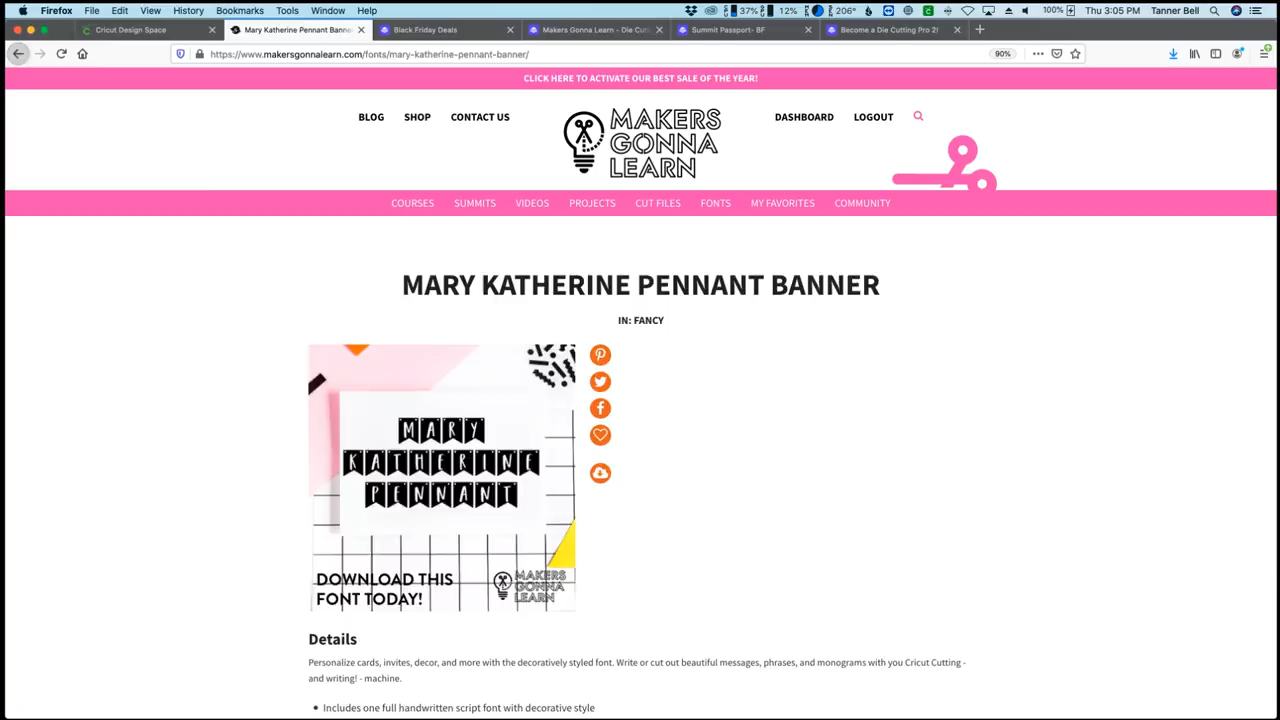 Firefox File Edit View History Bookmarks Tools Window Help 37% 12% 206° 100% Thu 3:05 PM Tanner Bell
Cricut Design Space
Mary Katherine Pennant Banne
Black Friday Deals
Makers Gonna Learn - Die Cu
Summit Passport- BF
Become a Die Cutting Pro 2!
https://www.makersgonnalearn.com/fonts/mary-katherine-pennant-banner/ 90%
CLICK HERE TO ACTIVATE OUR BEST SALE OF THE YEAR!
BLOG SHOP CONTACT US
MAKERS
GONNA
LEARN
DASHBOARD LOGOUT
COURSES SUMMITS VIDEOS PROJECTS CUT FILES FONTS MY FAVORITES COMMUNITY
MARY KATHERINE PENNANT BANNER
IN: FANCY
MARY
KATHERINE
PENNANT
DOWNLOAD THIS
FONT TODAY!
MAKERS
GONNA
LEARN
Details
Personalize cards, invites, decor, and more with the decoratively styled font. Write or cut out beautiful messages, phrases, and monograms with you Cricut Cutting -
and writing! - machine.
Includes one full handwritten script font with decorative style